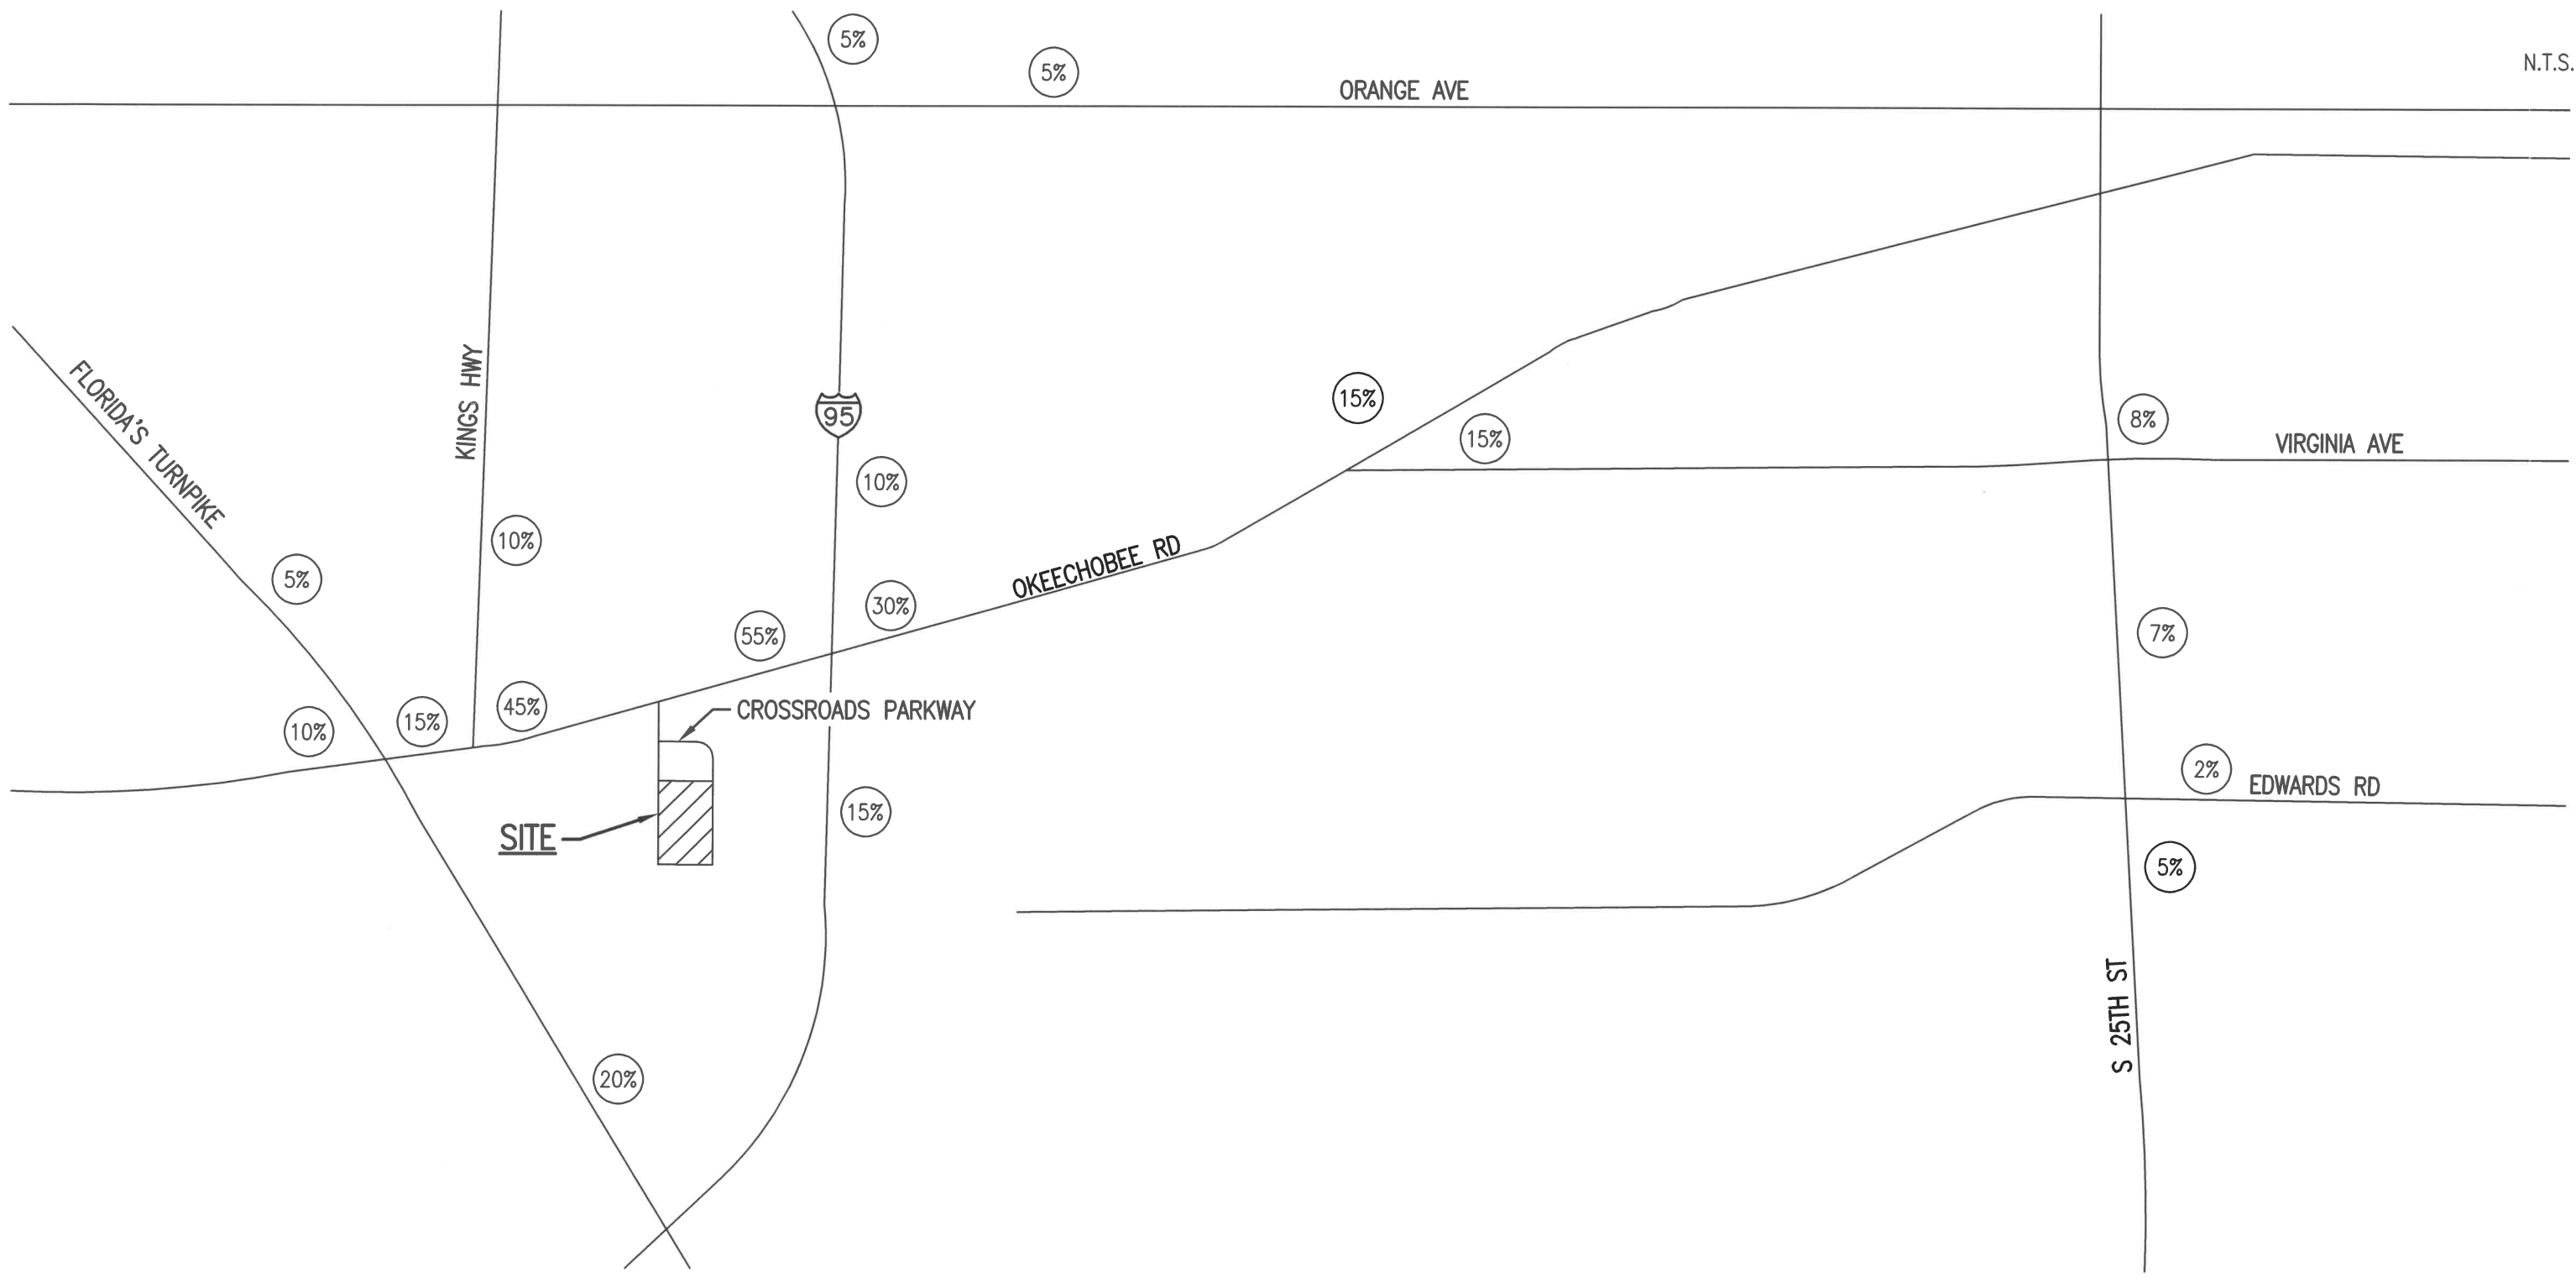 5%
5%
N.T.S.
ORANGE AVE
FLORIDA'S TURNPIKE
KINGS HWY
95
15%
15%
8%
VIRGINIA AVE
10%
10%
5%
OKEECHOBEE RD
30%
55%
7%
45%
15%
10%
CROSSROADS PARKWAY
2%
EDWARDS RD
15%
SITE
5%
S 25TH ST
20%